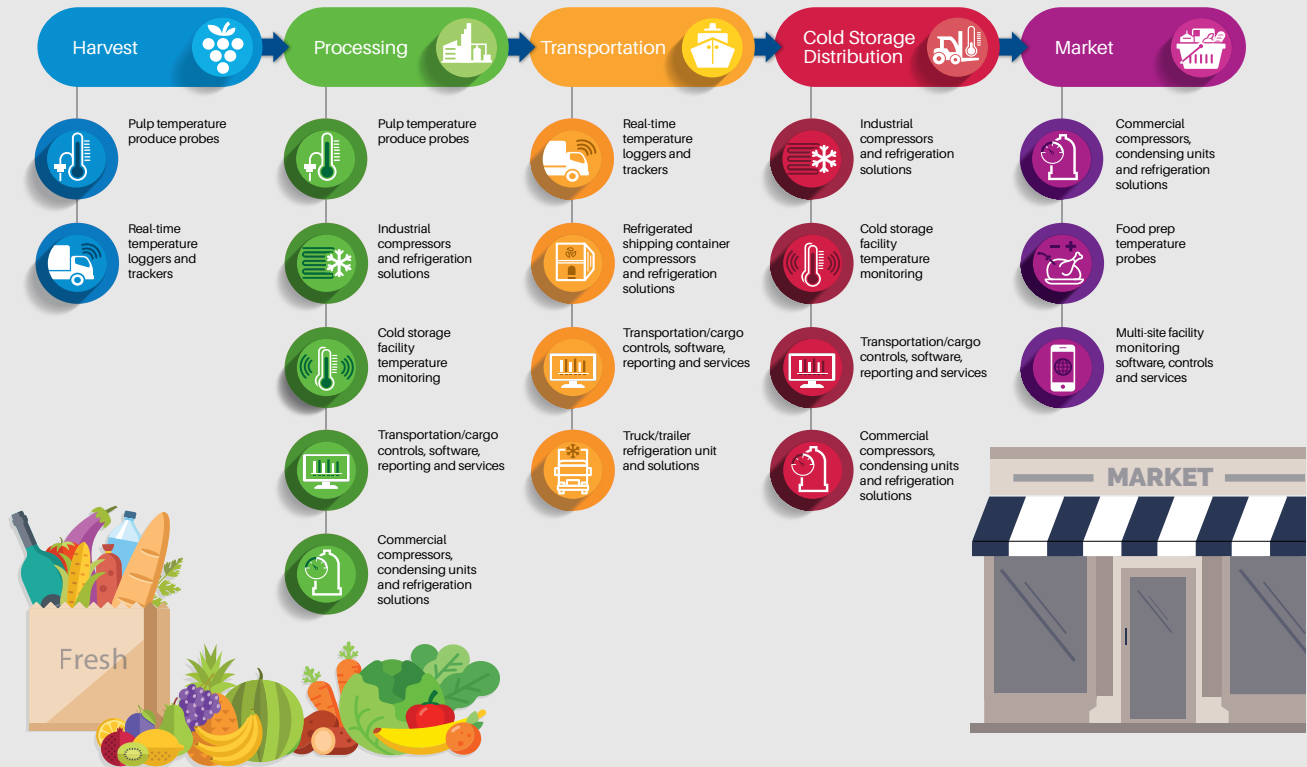 Harvest
Processing
Transportation
Cold Storage
Distribution
Market
Pulp temperature
produce probes
Real-time
temperature
loggers and
trackers
Pulp temperature
produce probes
Industrial
compressors
and refrigeration
solutions
Cold storage
facility
temperature
monitoring
Transportation/cargo
controls, software,
reporting and services
Commercial
compressors,
condensing units
and refrigeration
solutions
Real-time
temperature
loggers and
trackers
Refrigerated
shipping container
compressors
and refrigeration
solutions
Transportation/cargo
controls, software,
reporting and services
Truck/trailer
refrigeration unit
and solutions
Industrial
compressors
and refrigeration
solutions
Cold storage
facility
temperature
monitoring
Transportation/cargo
controls, software,
reporting and services
Commercial
compressors,
condensing units
and refrigeration
solutions
Commercial
compressors,
condensing units
and refrigeration
solutions
Food prep
temperature
probes
Multi-site facility
monitoring
software, controls
and services
MARKET
Fresh